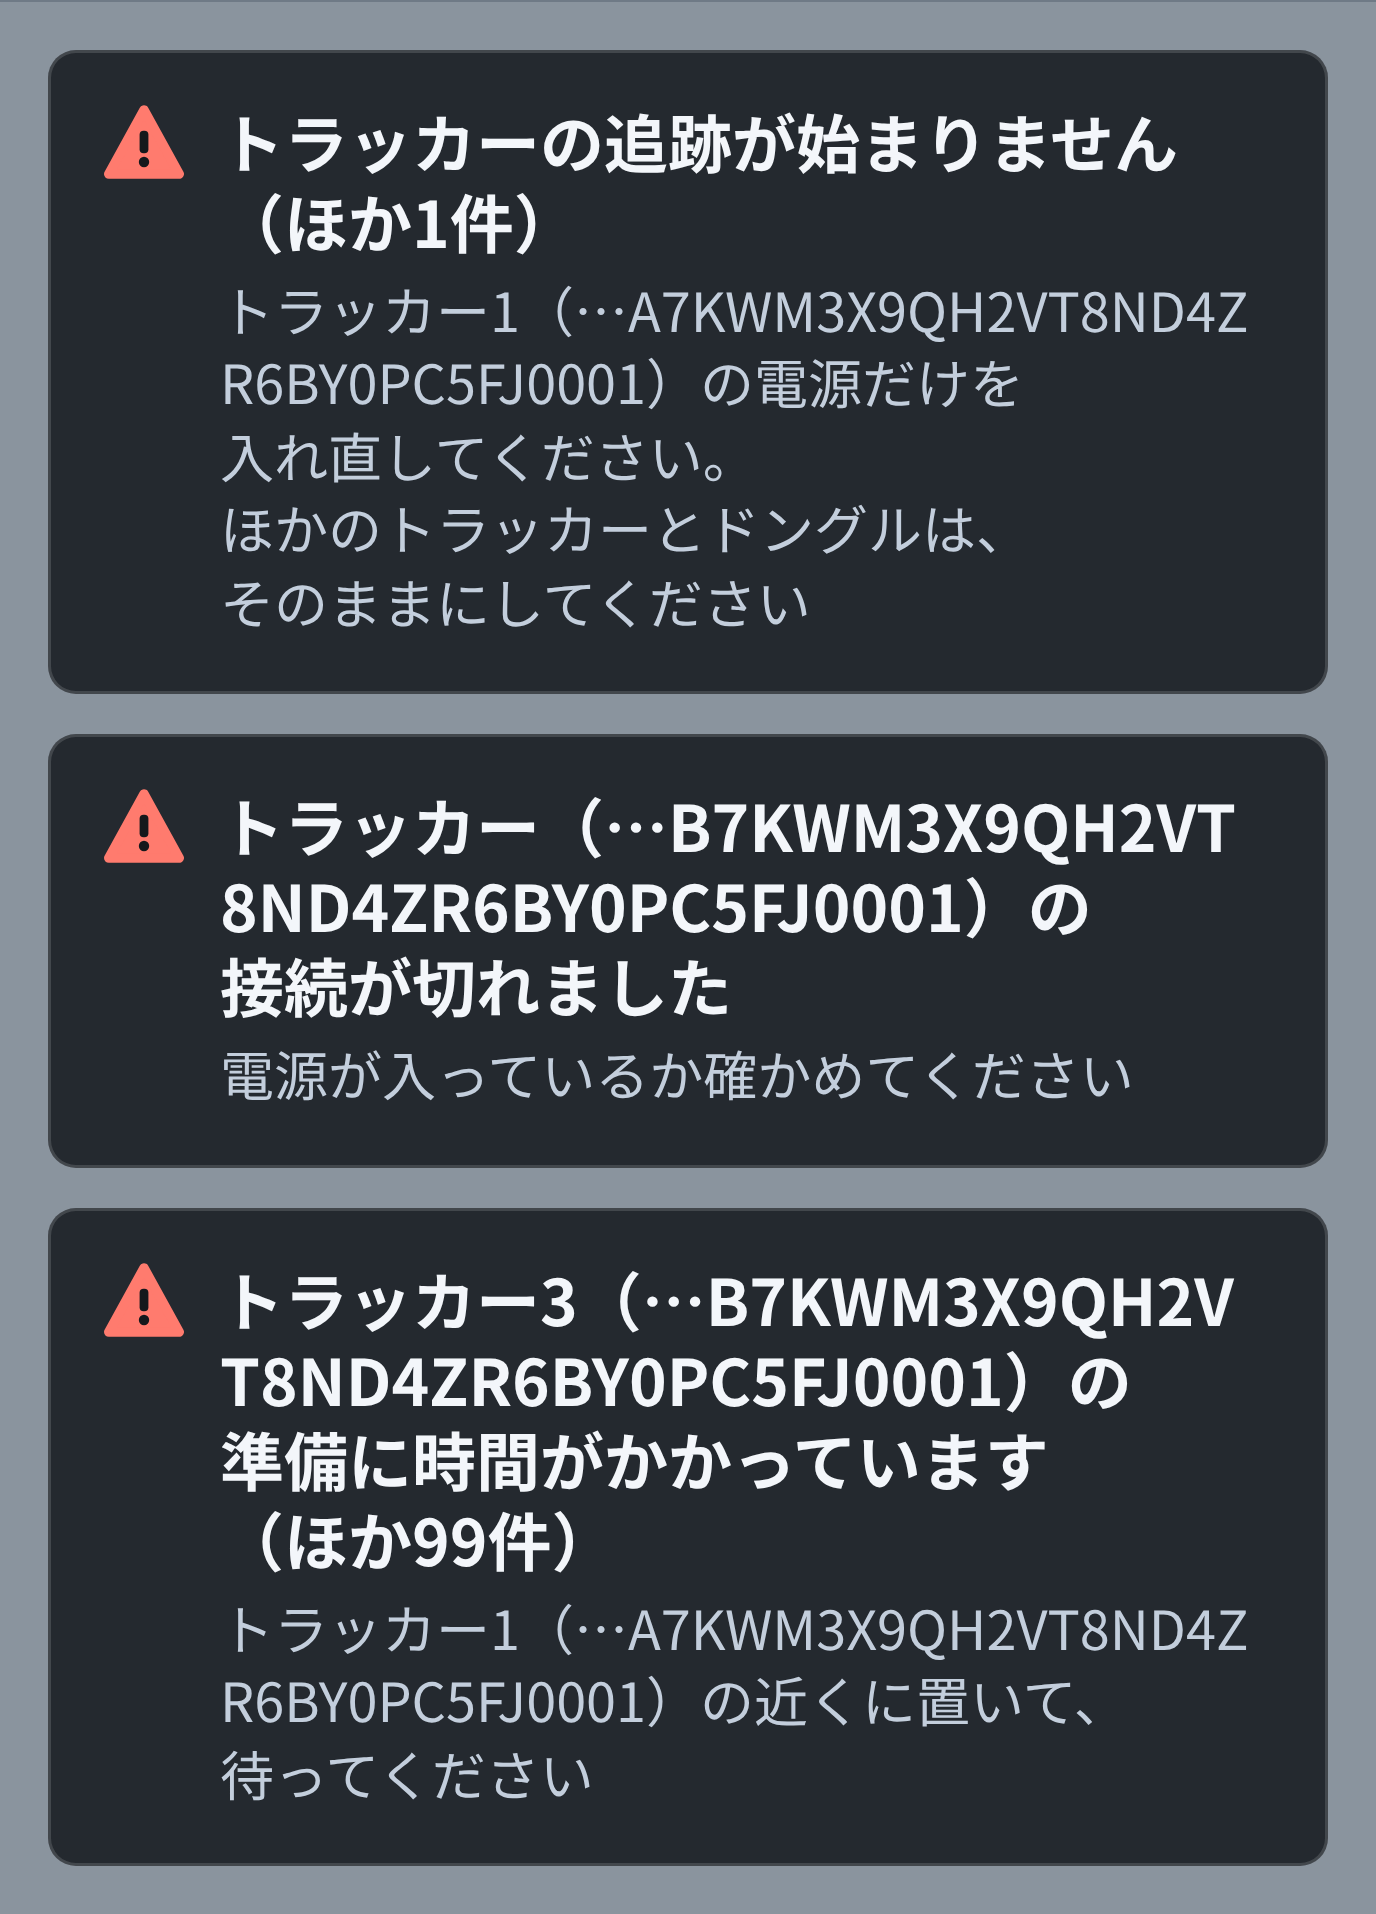 トラッカーの追跡が始まりません
（ほか1件）
トラッカー1（…A7KWM3X9QH2VT8ND4Z
R6BY0PC5FJ0001）の電源だけを
入れ直してください。
ほかのトラッカーとドングルは、
そのままにしてください
トラッカー（…B7KWM3X9QH2VT
8ND4ZR6BY0PC5FJ0001）の
接続が切れました
電源が入っているか確かめてください
トラッカー3（…B7KWM3X9QH2V
T8ND4ZR6BY0PC5FJ0001）の
準備に時間がかかっています
（ほか99件）
トラッカー1（…A7KWM3X9QH2VT8ND4Z
R6BY0PC5FJ0001）の近くに置いて、
待ってください